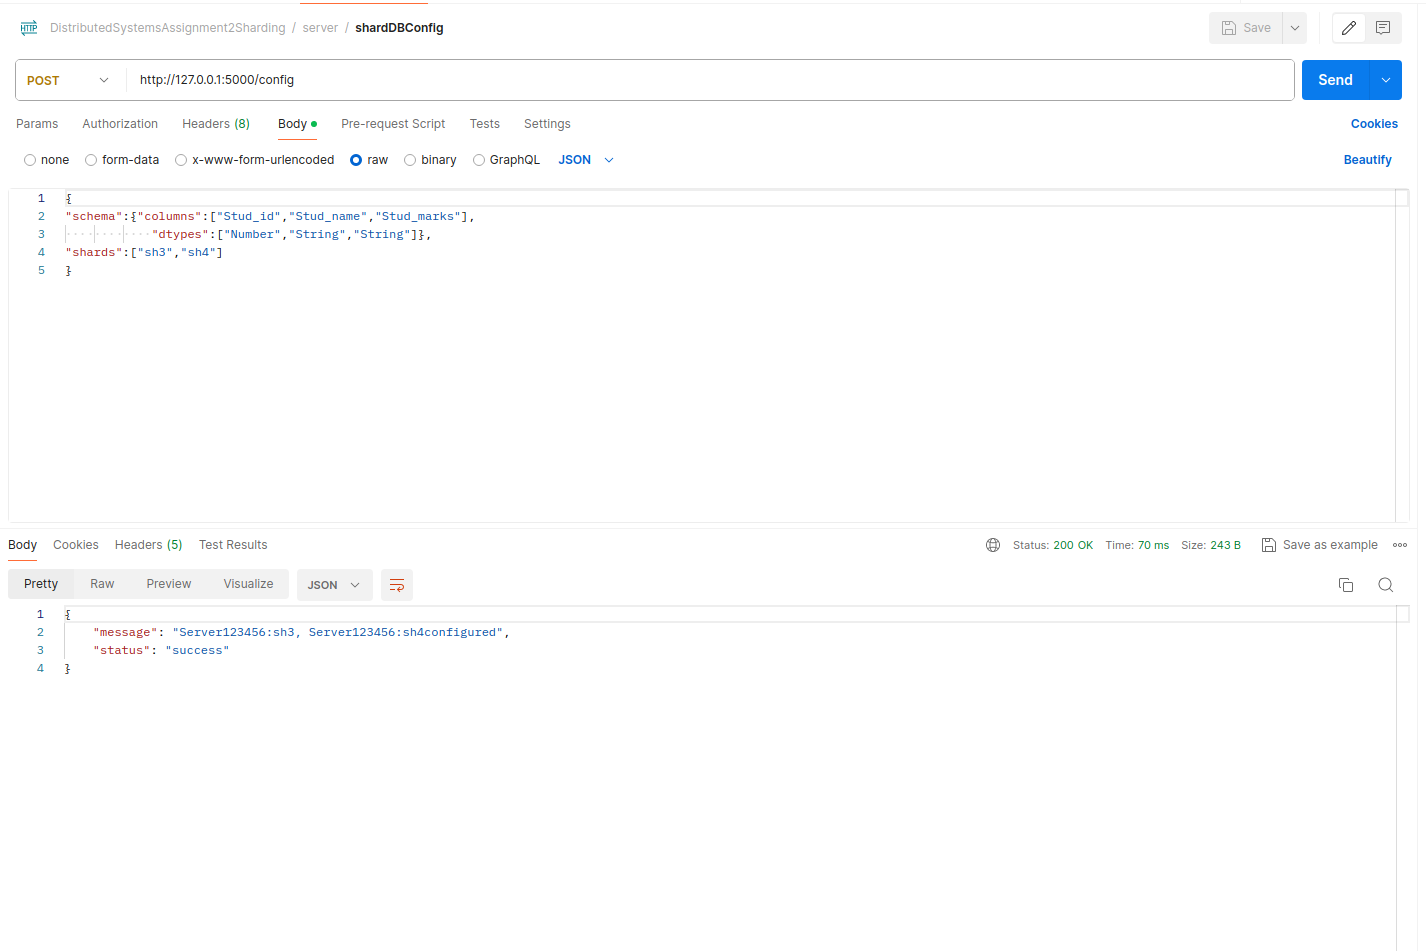 HTTP DistributedSystemsAssignment2Sharding / server / shardDBConfig Save
POST http://127.0.0.1:5000/config Send
Params Authorization Headers (8) Body Pre-request Script Tests Settings Cookies
none form-data x-www-form-urlencoded raw binary GraphQL JSON Beautify
1 {
2 "schema":{"columns":["Stud_id","Stud_name","Stud_marks"],
3 "dtypes":["Number","String","String"]},
4 "shards":["sh3","sh4"]
5 }
Body Cookies Headers (5) Test Results Status: 200 OK Time: 70 ms Size: 243 B Save as example
Pretty Raw Preview Visualize JSON
1 {
2 "message": "Server123456:sh3, Server123456:sh4configured",
3 "status": "success"
4 }